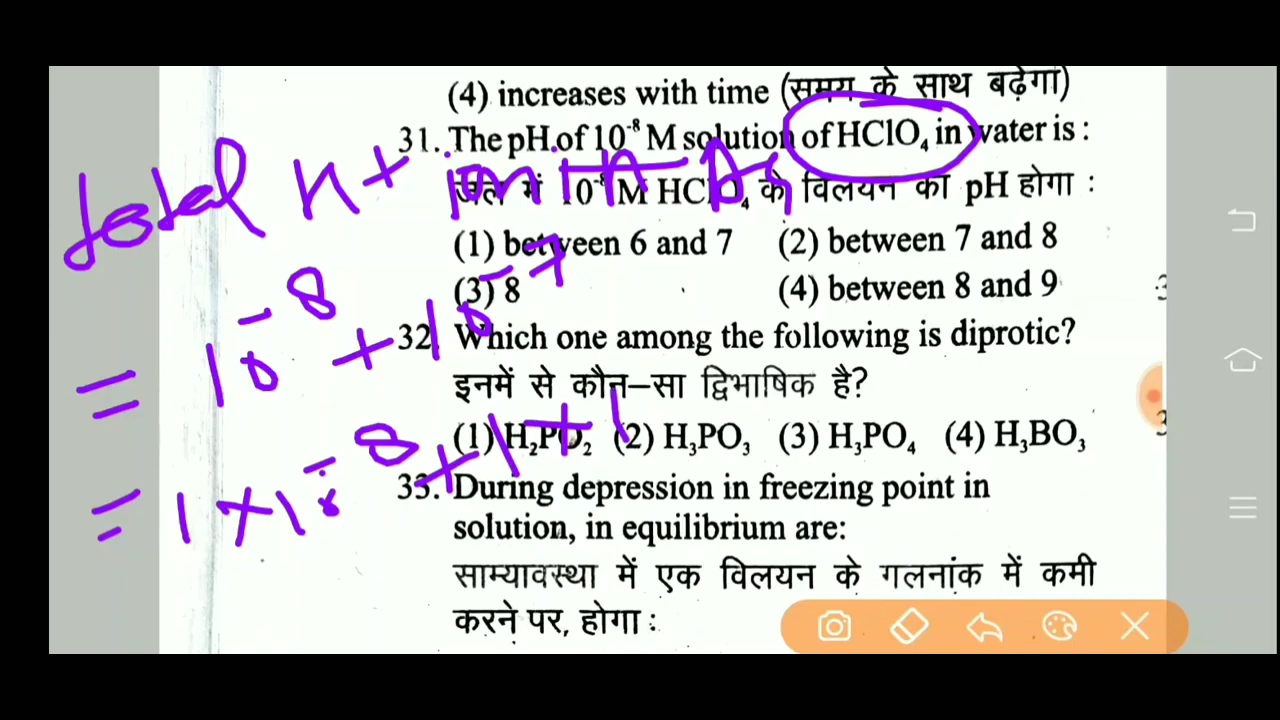 (4) increases with time (समय के साथ बढ़ेगा)
31. The pH of 10⁻⁸ M solution of HClO₄ in water is :
जल में 10⁻⁸ M HClO₄ के विलयन का pH होगा :
(1) between 6 and 7 (2) between 7 and 8
(3) 8 (4) between 8 and 9
32. Which one among the following is diprotic?
इनमें से कौन–सा द्विभाषिक है?
(1) H₂PO₂ (2) H₃PO₃ (3) H₃PO₄ (4) H₃BO₃
33. During depression in freezing point in
solution, in equilibrium are:
साम्यावस्था में एक विलयन के गलनांक में कमी
करने पर, होगा :
total H+ ion
= 10⁻⁸ + 10⁻⁷
= 1×10⁻⁸ + 1×1